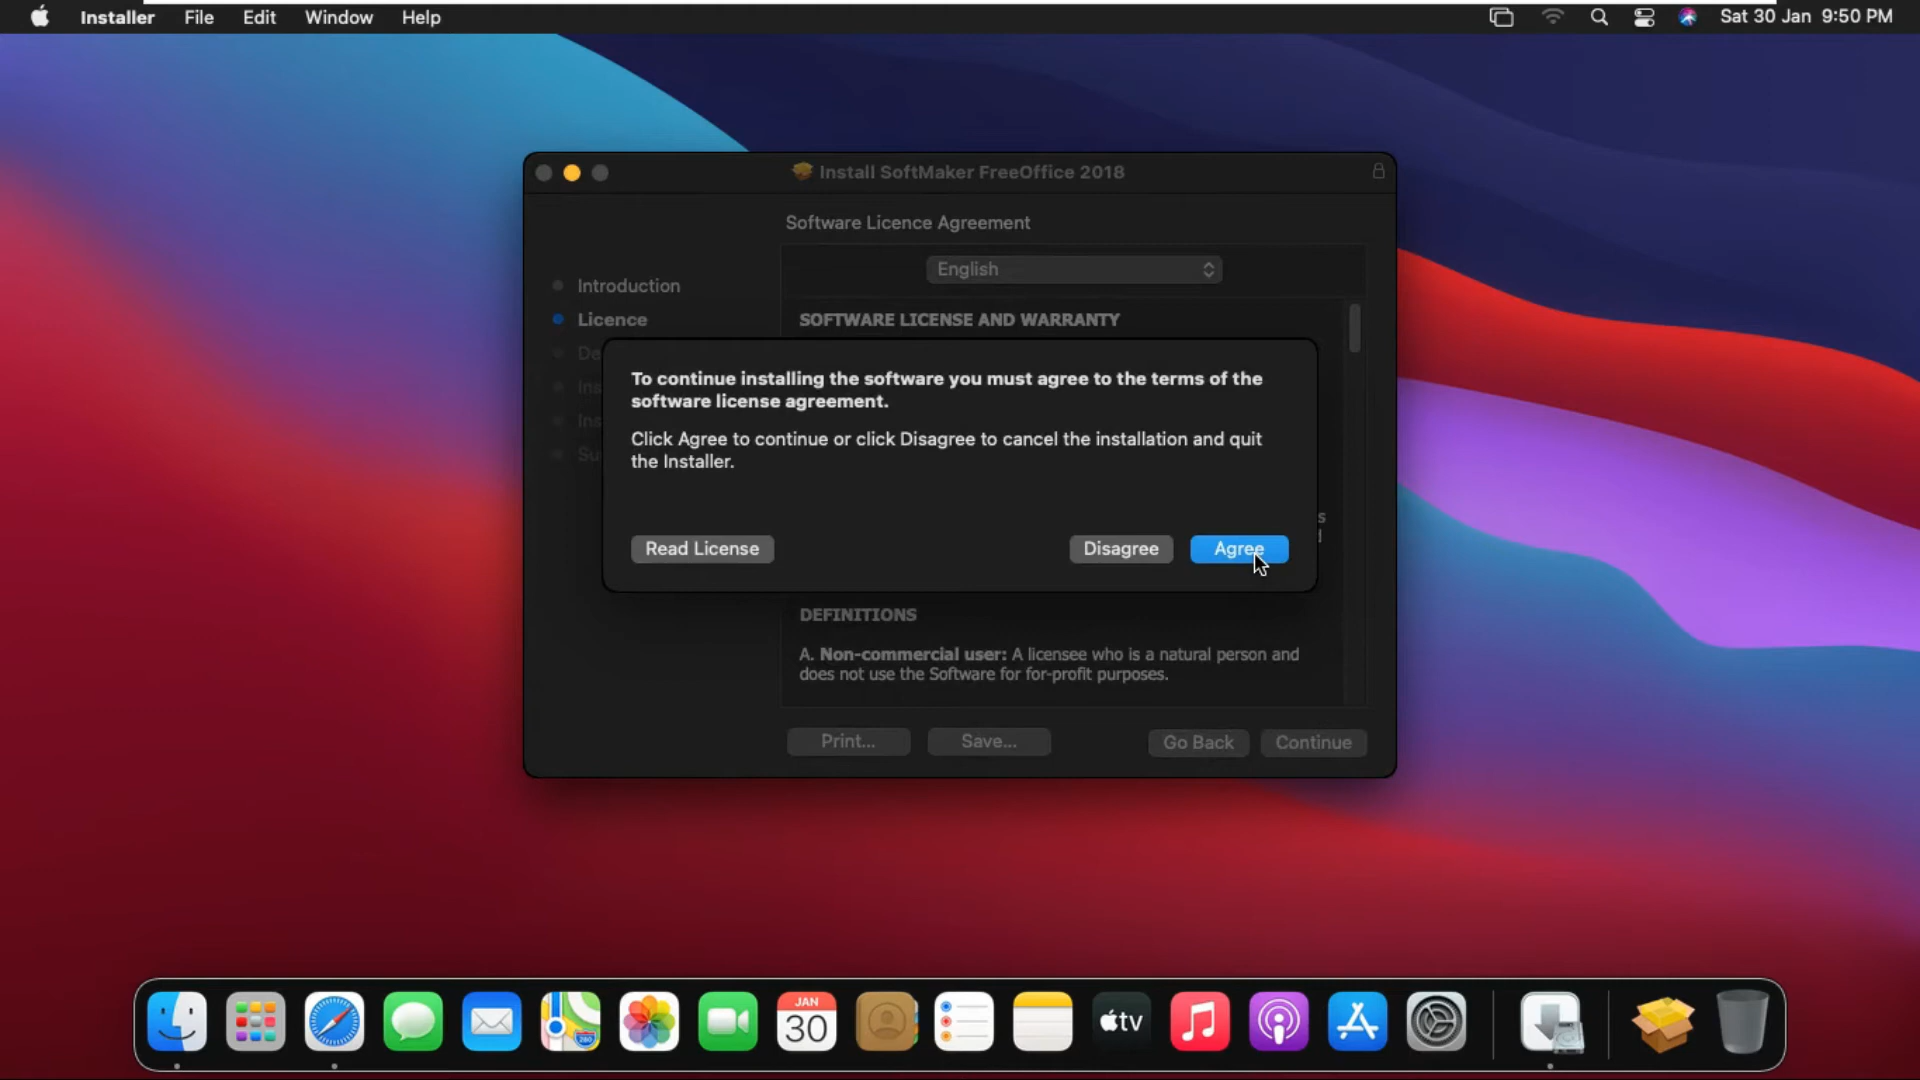 Installer File Edit Window Help Sat 30 Jan 9:50 PM
Install SoftMaker FreeOffice 2018
Software Licence Agreement
English
Introduction
Licence
SOFTWARE LICENSE AND WARRANTY
To continue installing the software you must agree to the terms of the
software license agreement.
Click Agree to continue or click Disagree to cancel the installation and quit
the Installer.
Read License Disagree Agree
DEFINITIONS
A. Non-commercial user: A licensee who is a natural person and
does not use the Software for for-profit purposes.
Print... Save... Go Back Continue
JAN
30
tv
280